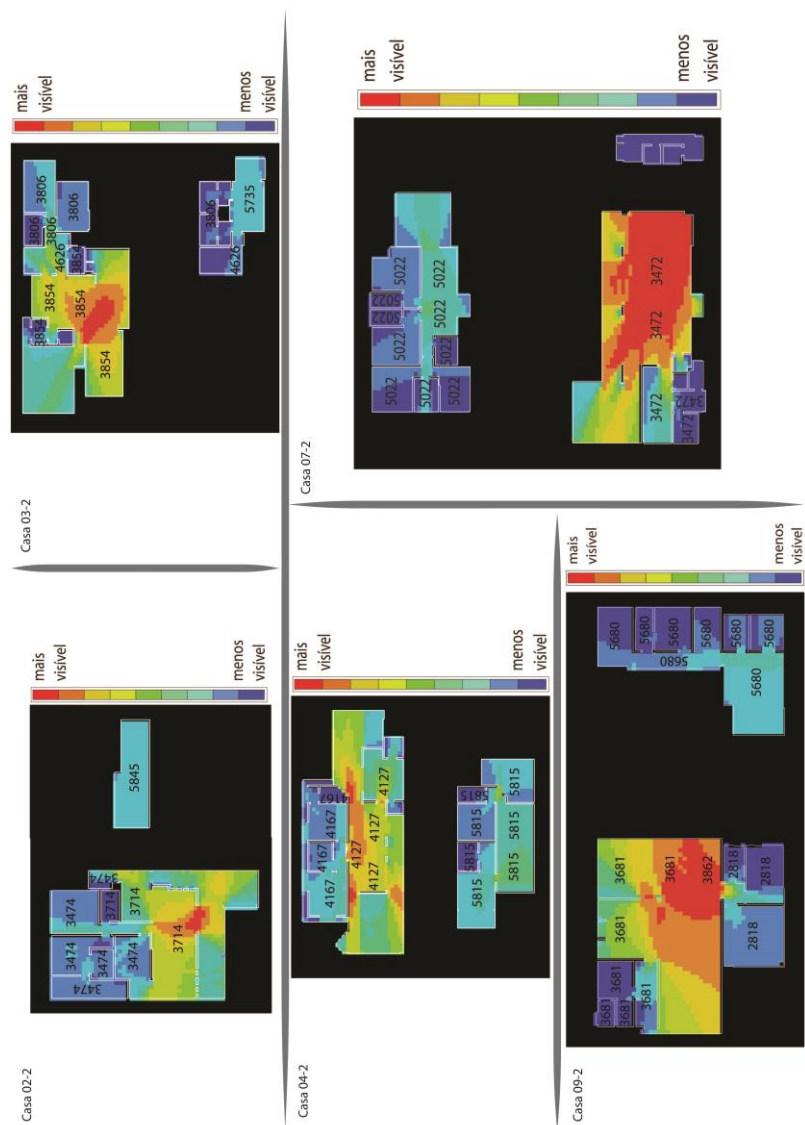 Casa 02-2
mais
visível
menos
visível
3474
3474
3474
3474
3714
3474
3474
3714
5845
3714
Casa 03-2
mais
visível
menos
visível
3806
3806
3854
3854
3806
4626
3854
3806
3854
3854
3806
4626
5735
Casa 04-2
mais
visível
menos
visível
4167
4167
4167
4167
4127
4127
4127
4127
5815
5815
5815
5815
5815
5815
Casa 07-2
mais
visível
menos
visível
5022
5022
5022
5022
5022
5022
5022
5022
5022
5022
3472
3472
3472
3472
3472
Casa 09-2
mais
visível
menos
visível
3681
3681
3681
3681
3681
3681
3681
3862
2818
2818
2818
5680
5680
5680
5680
5680
5680
5680
5680